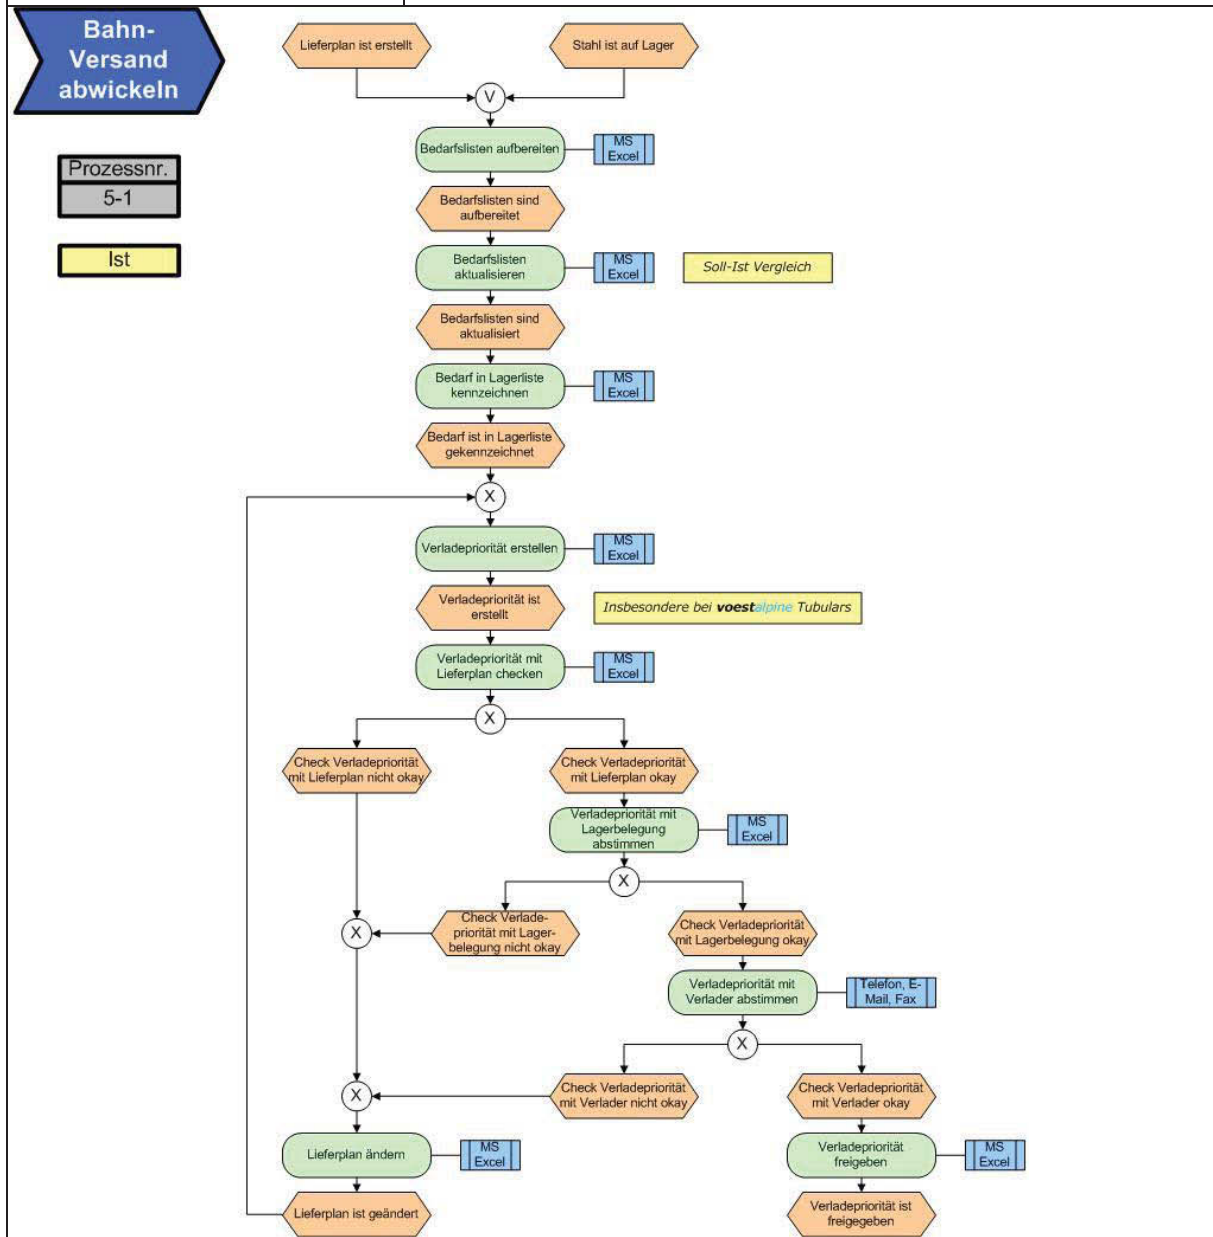 Bahn-
Versand
abwickeln
Prozessnr.
5-1
Ist
Lieferplan ist erstellt
Stahl ist auf Lager
V
Bedarfslisten aufbereiten
MS
Excel
Bedarfslisten sind
aufbereitet
Bedarfslisten
aktualisieren
MS
Excel
Soll-Ist Vergleich
Bedarfslisten sind
aktualisiert
Bedarf in Lagerliste
kennzeichnen
MS
Excel
Bedarf ist in Lagerliste
gekennzeichnet
X
Verladepriorität erstellen
MS
Excel
Verladepriorität ist
erstellt
Insbesondere bei voestalpine Tubulars
Verladepriorität mit
Lieferplan checken
MS
Excel
X
Check Verladepriorität
mit Lieferplan nicht okay
Check Verladepriorität
mit Lieferplan okay
Verladepriorität mit
Lagerbelegung
abstimmen
MS
Excel
X
Check Verlade-
priorität mit Lager-
belegung nicht okay
X
Check Verladepriorität
mit Lagerbelegung okay
Verladepriorität mit
Verlader abstimmen
Telefon, E-
Mail, Fax
X
Check Verladepriorität
mit Verlader nicht okay
X
Check Verladepriorität
mit Verlader okay
Lieferplan ändern
MS
Excel
Verladepriorität
freigeben
MS
Excel
Lieferplan ist geändert
Verladepriorität ist
freigegeben